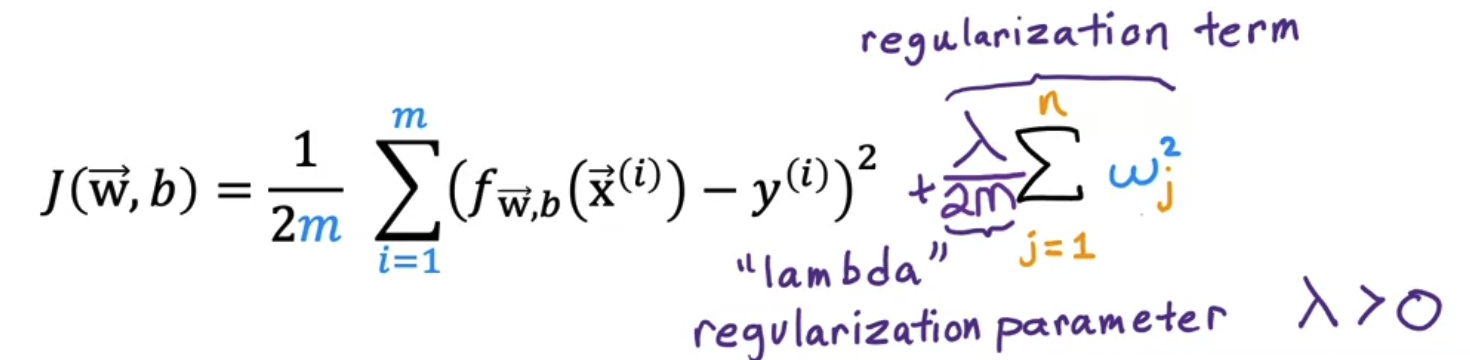 regularization term
J(w⃗, b) = 1/2m ∑_{i=1}^{m} (f_{w⃗,b}(x⃗^{(i)}) − y^{(i)})² + λ/2m ∑_{j=1}^{n} w_j²
"lambda"
regularization parameter λ > 0